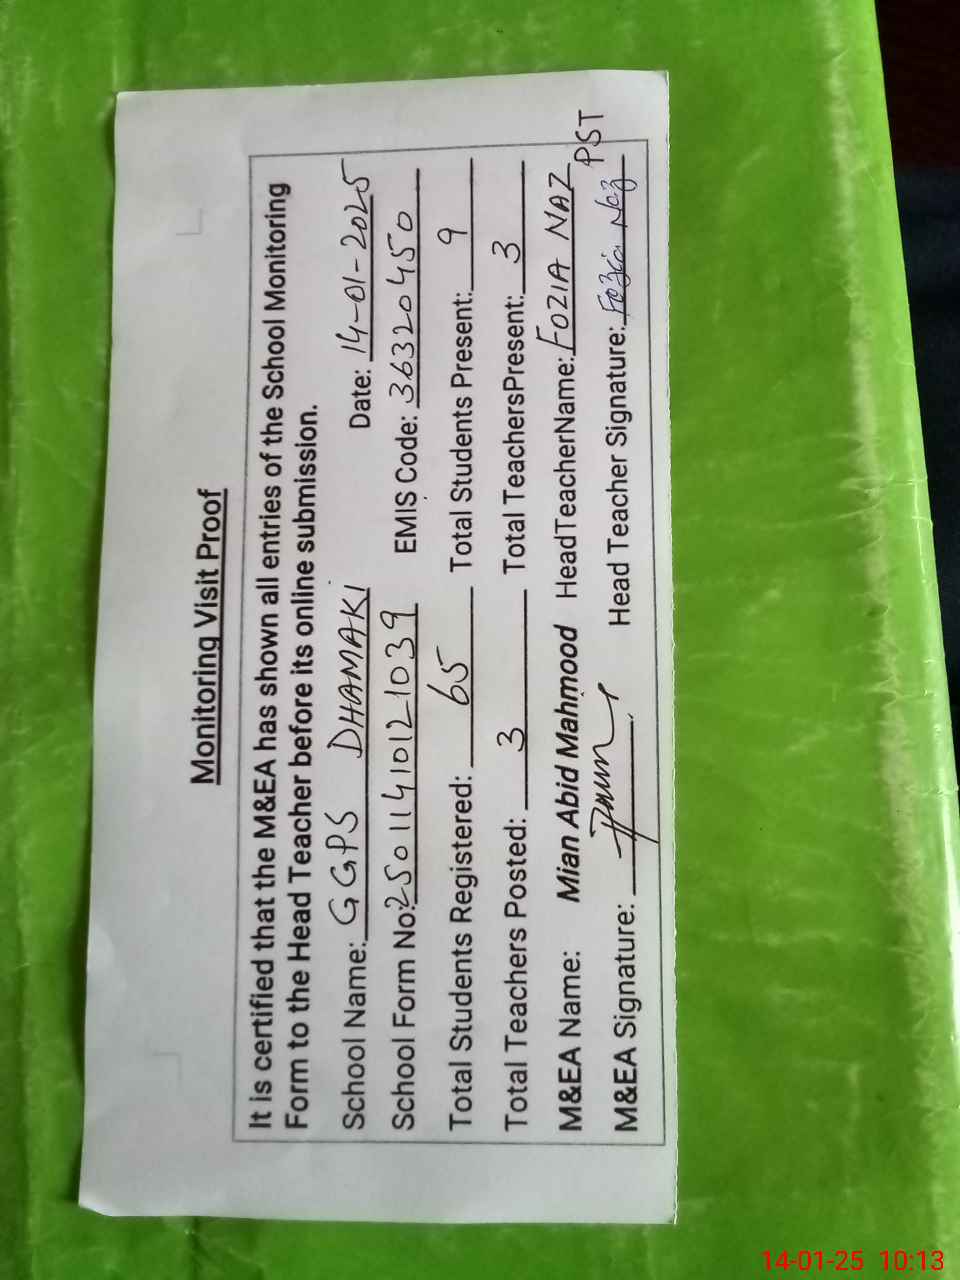 Monitoring Visit Proof
It is certified that the M&EA has shown all entries of the School Monitoring
Form to the Head Teacher before its online submission.
School Name: GGPS DHAMAKI Date: 14-01-2025
School Form No: 25011410121039 EMIS Code: 36320450
Total Students Registered: 65 Total Students Present: 9
Total Teachers Posted: 3 Total TeachersPresent: 3
M&EA Name: Mian Abid Mahmood HeadTeacherName: FOZIA NAZ PST
M&EA Signature: Head Teacher Signature: Fozia Naz
14-01-25 10:13